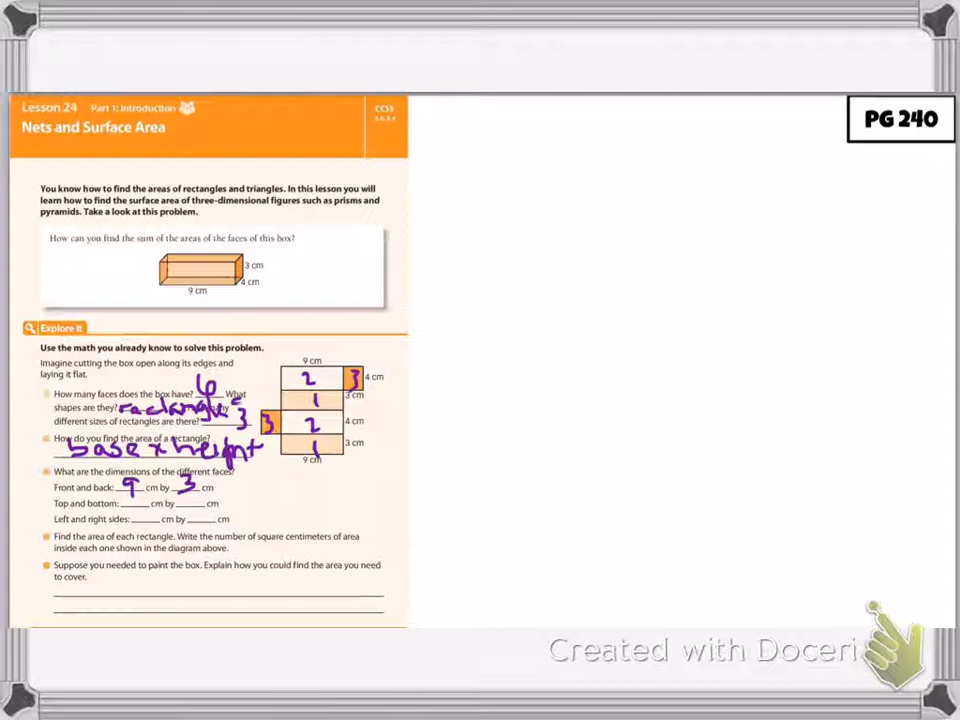 Lesson 24 Part 1: Introduction
CCSS
Nets and Surface Area
PG 240
You know how to find the areas of rectangles and triangles. In this lesson you will
learn how to find the surface area of three-dimensional figures such as prisms and
pyramids. Take a look at this problem.
How can you find the sum of the areas of the faces of this box?
3 cm
4 cm
9 cm
Explore It
Use the math you already know to solve this problem.
Imagine cutting the box open along its edges and
laying it flat.
How many faces does the box have? 6 What
shapes are they? rectangle
different sizes of rectangles are there? 3
How do you find the area of a rectangle?
base x height
What are the dimensions of the different faces?
Front and back: 9 cm by 3 cm
Top and bottom: ____ cm by ____ cm
Left and right sides: ____ cm by ____ cm
9 cm
2 3 4 cm
1 3 cm
3 2 4 cm
1 3 cm
9 cm
Find the area of each rectangle. Write the number of square centimeters of area
inside each one shown in the diagram above.
Suppose you needed to paint the box. Explain how you could find the area you need
to cover.
Created with Doceri